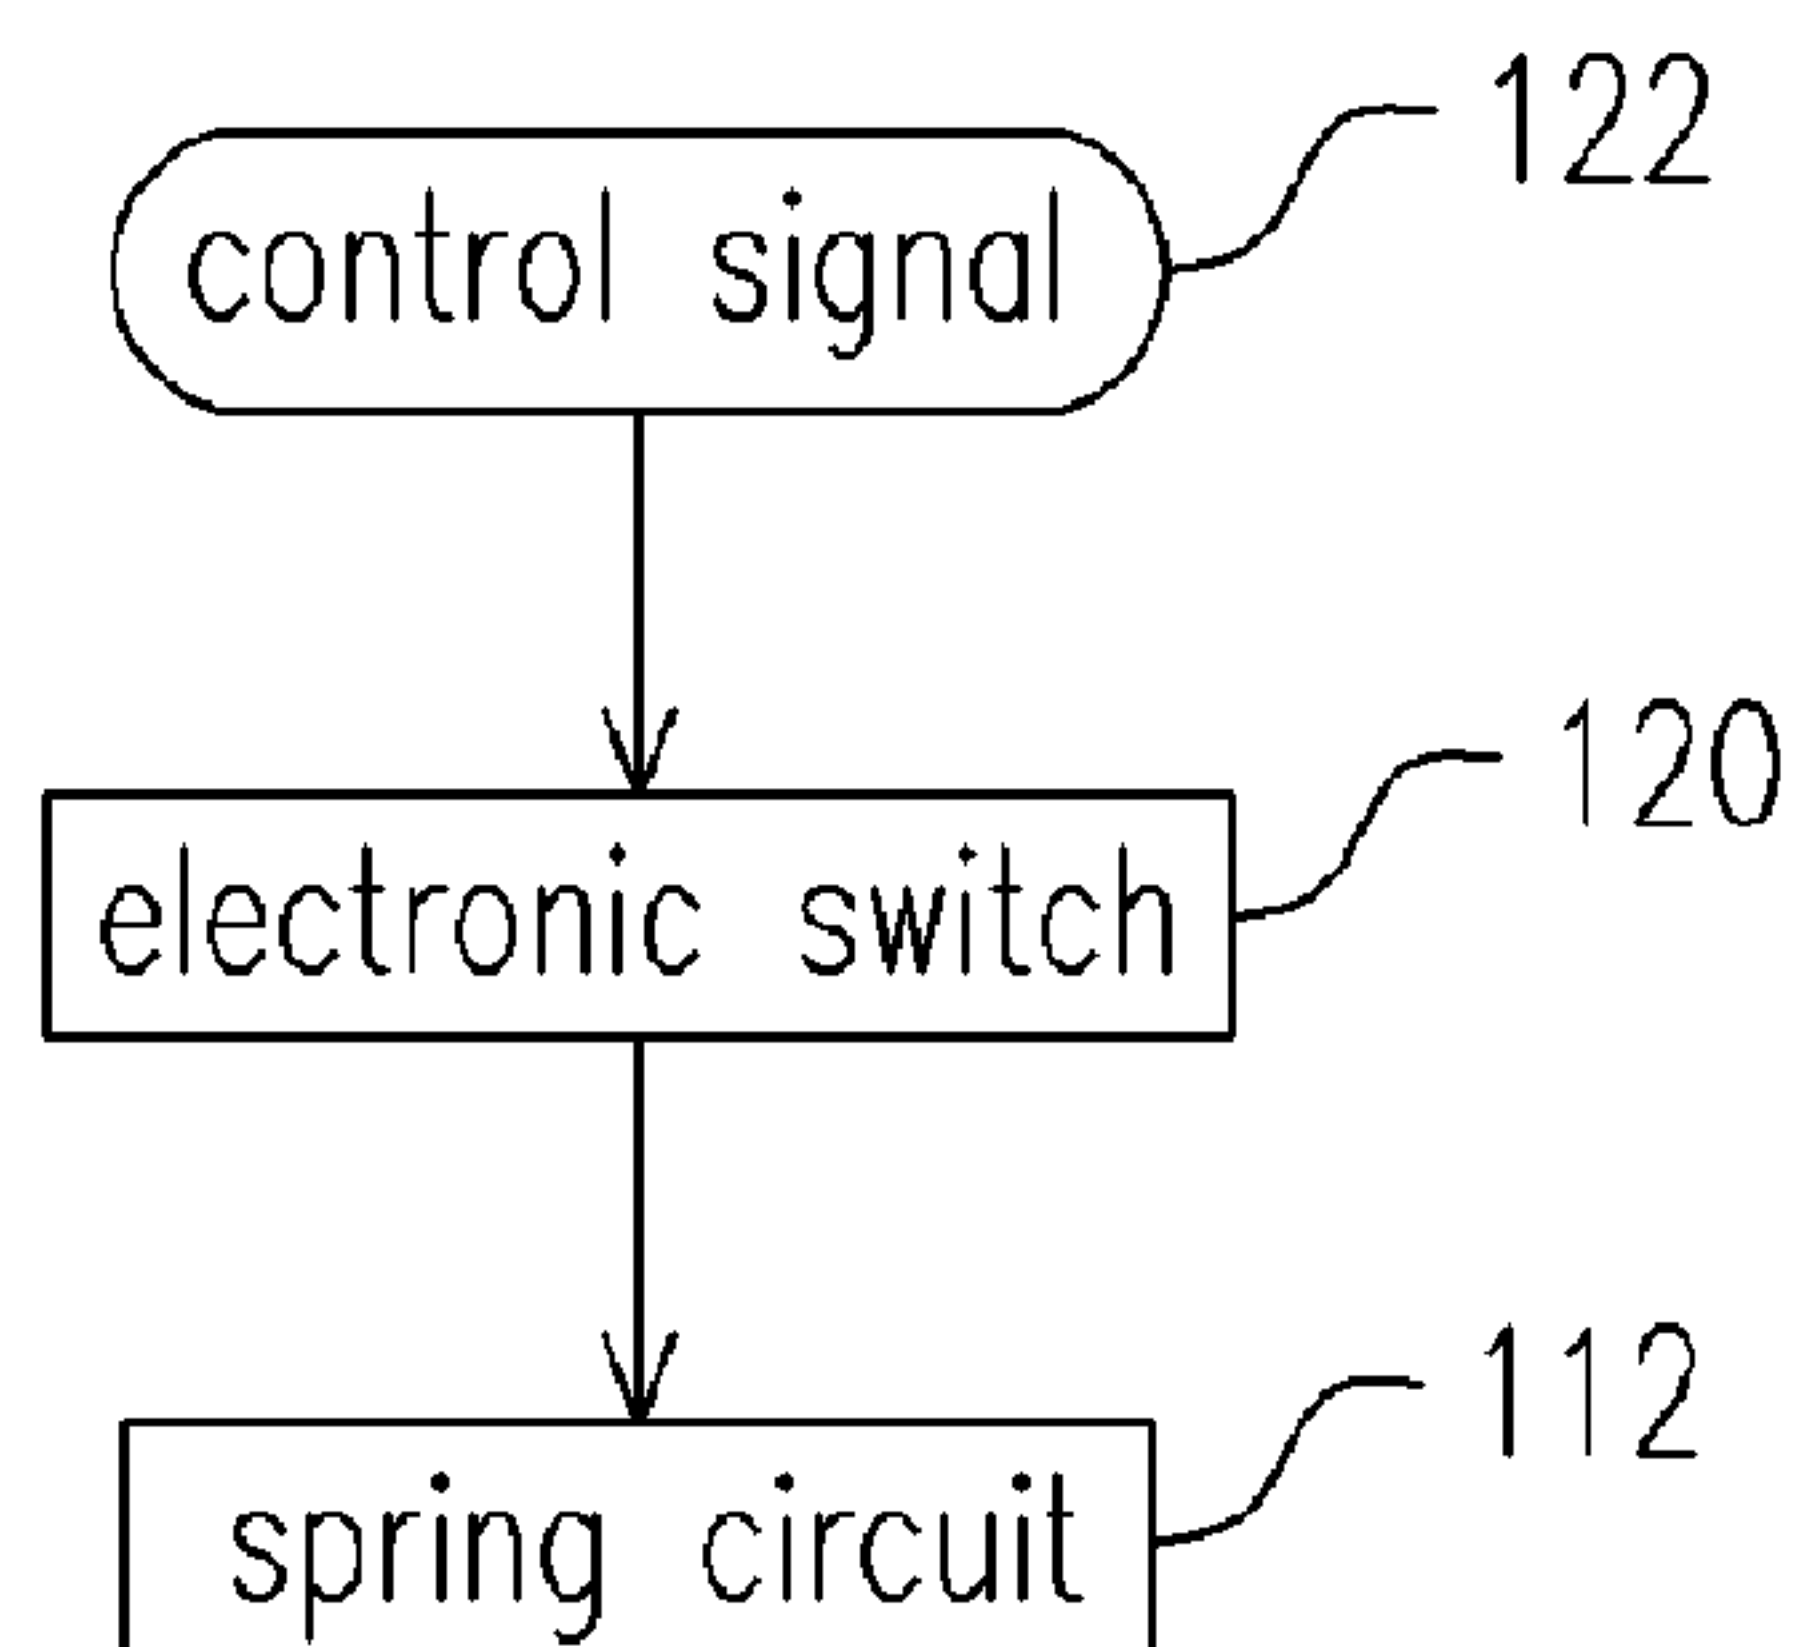 122
control signal
120
electronic switch
112
spring circuit